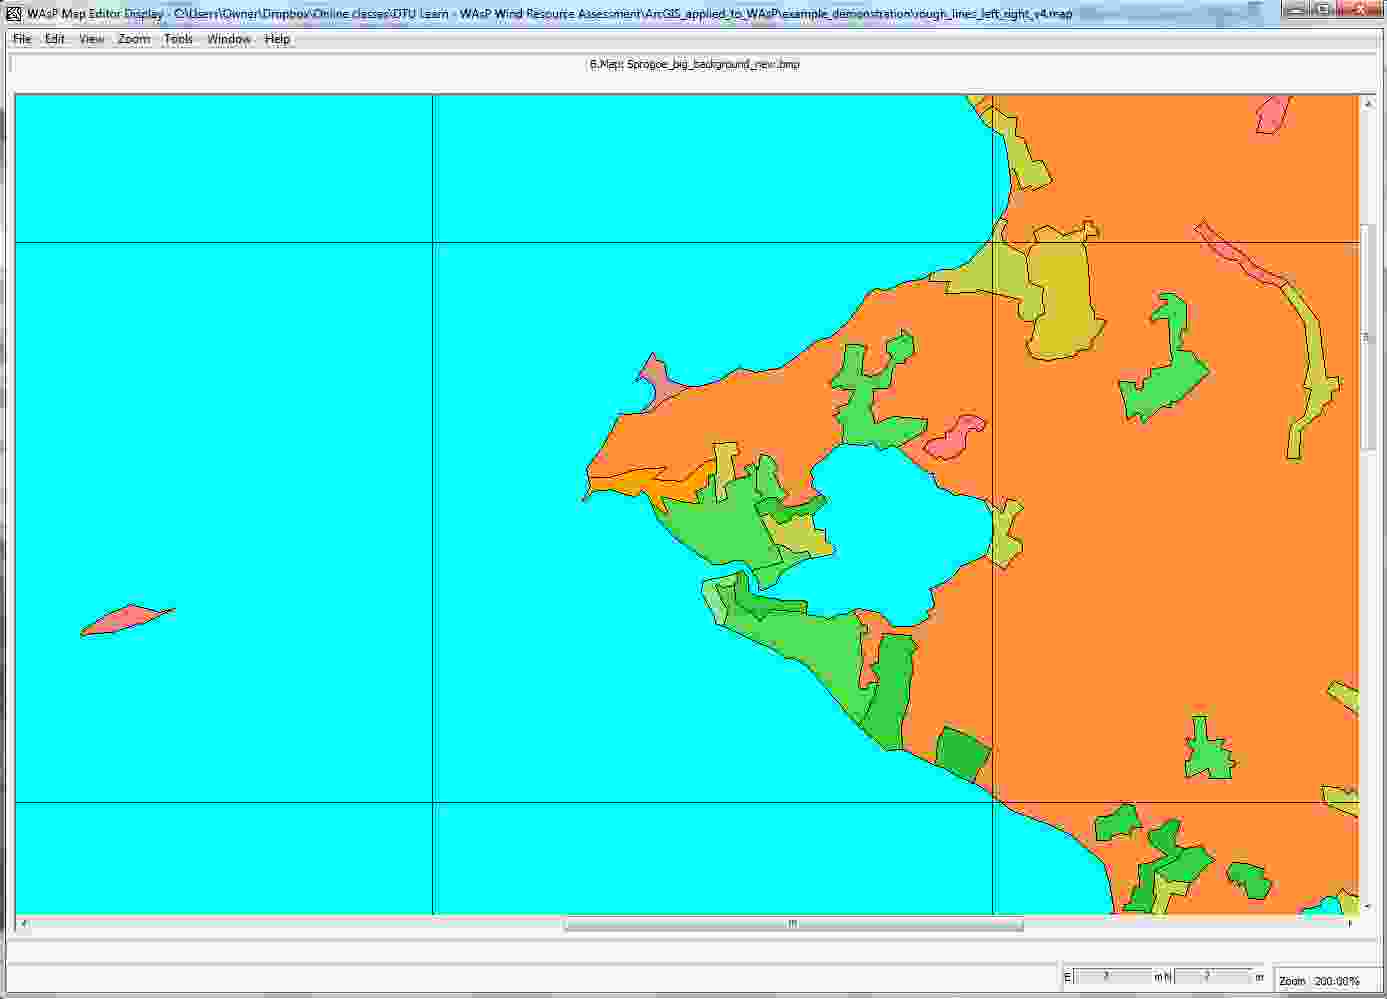 WAsP Map Editor Display - C:\Users\Owner\Dropbox\Online classes\DTU Learn - WAsP Wind Resource Assessment\ArcGIS_applied_to_WAsP\example_demonstration\rough_lines_left_right_v4.map
File Edit View Zoom Tools Window Help
B.Map: Sprogoe_big_background_new.bmp
E ? m N ? m
Zoom 200.00%